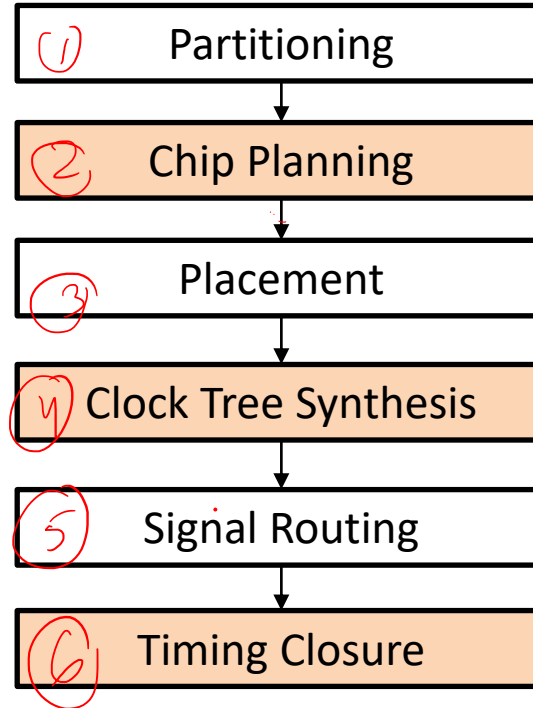 1 Partitioning
2 Chip Planning
3 Placement
4 Clock Tree Synthesis
5 Signal Routing
6 Timing Closure